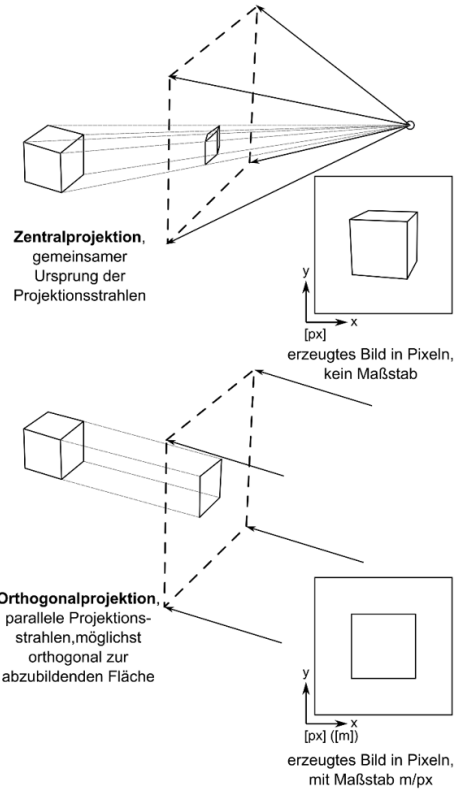 Zentralprojektion,
gemeinsamer
Ursprung der
Projektionsstrahlen
y
x
[px]
erzeugtes Bild in Pixeln,
kein Maßstab
Orthogonalprojektion,
parallele Projektions-
strahlen,möglichst
orthogonal zur
abzubildenden Fläche
y
x
[px] ([m])
erzeugtes Bild in Pixeln,
mit Maßstab m/px